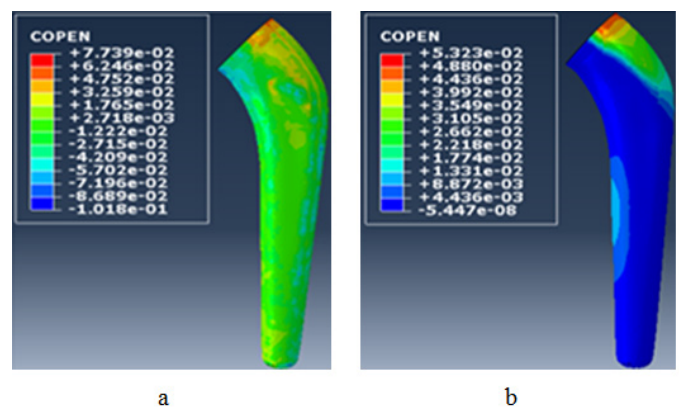 COPEN
+7.739e-02
+6.246e-02
+4.752e-02
+3.259e-02
+1.765e-02
+2.718e-03
-1.222e-02
-2.715e-02
-4.209e-02
-5.702e-02
-7.196e-02
-8.689e-02
-1.018e-01
COPEN
+5.323e-02
+4.880e-02
+4.436e-02
+3.992e-02
+3.549e-02
+3.105e-02
+2.662e-02
+2.218e-02
+1.774e-02
+1.331e-02
+8.872e-03
+4.436e-03
-5.447e-08
a
b